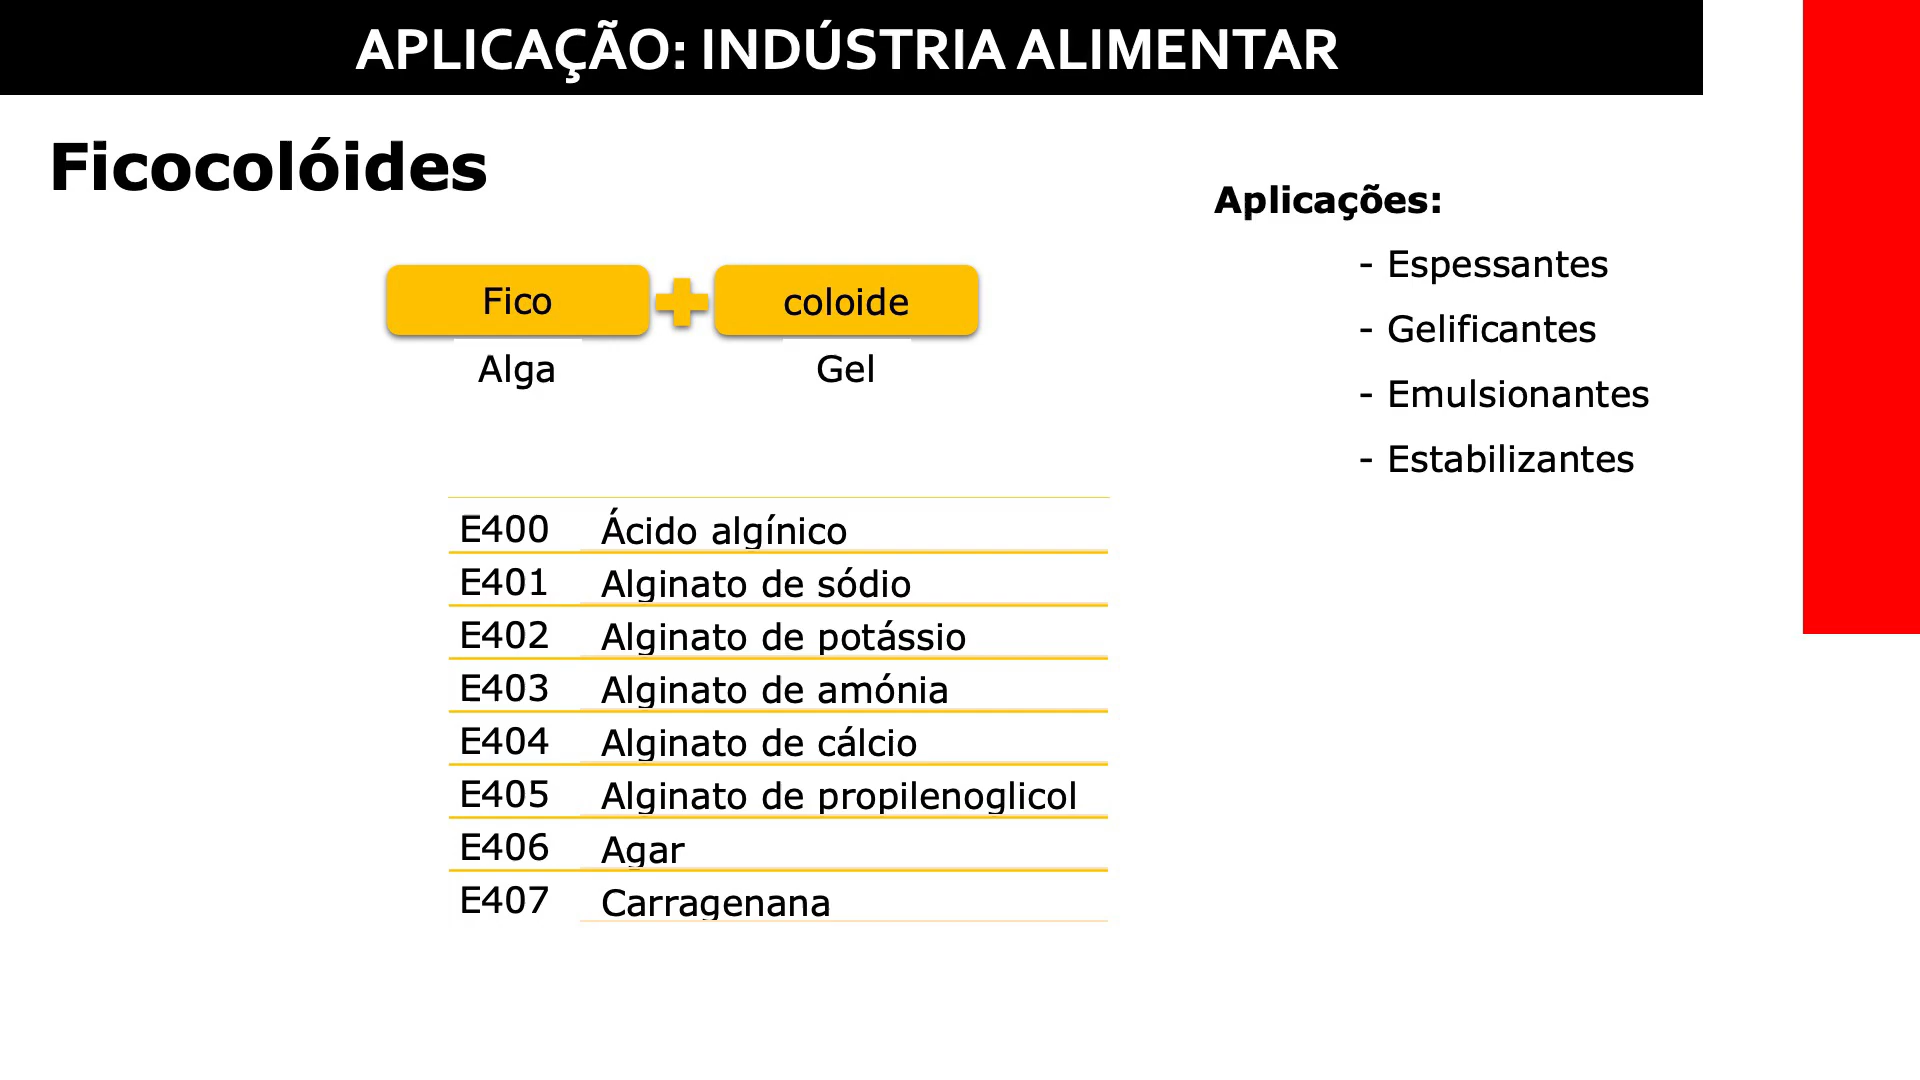 APLICAÇÃO: INDÚSTRIA ALIMENTAR
Ficocolóides
Fico
coloide
Alga
Gel
Aplicações:
- Espessantes
- Gelificantes
- Emulsionantes
- Estabilizantes
E400 Ácido algínico
E401 Alginato de sódio
E402 Alginato de potássio
E403 Alginato de amónia
E404 Alginato de cálcio
E405 Alginato de propilenoglicol
E406 Agar
E407 Carragenana